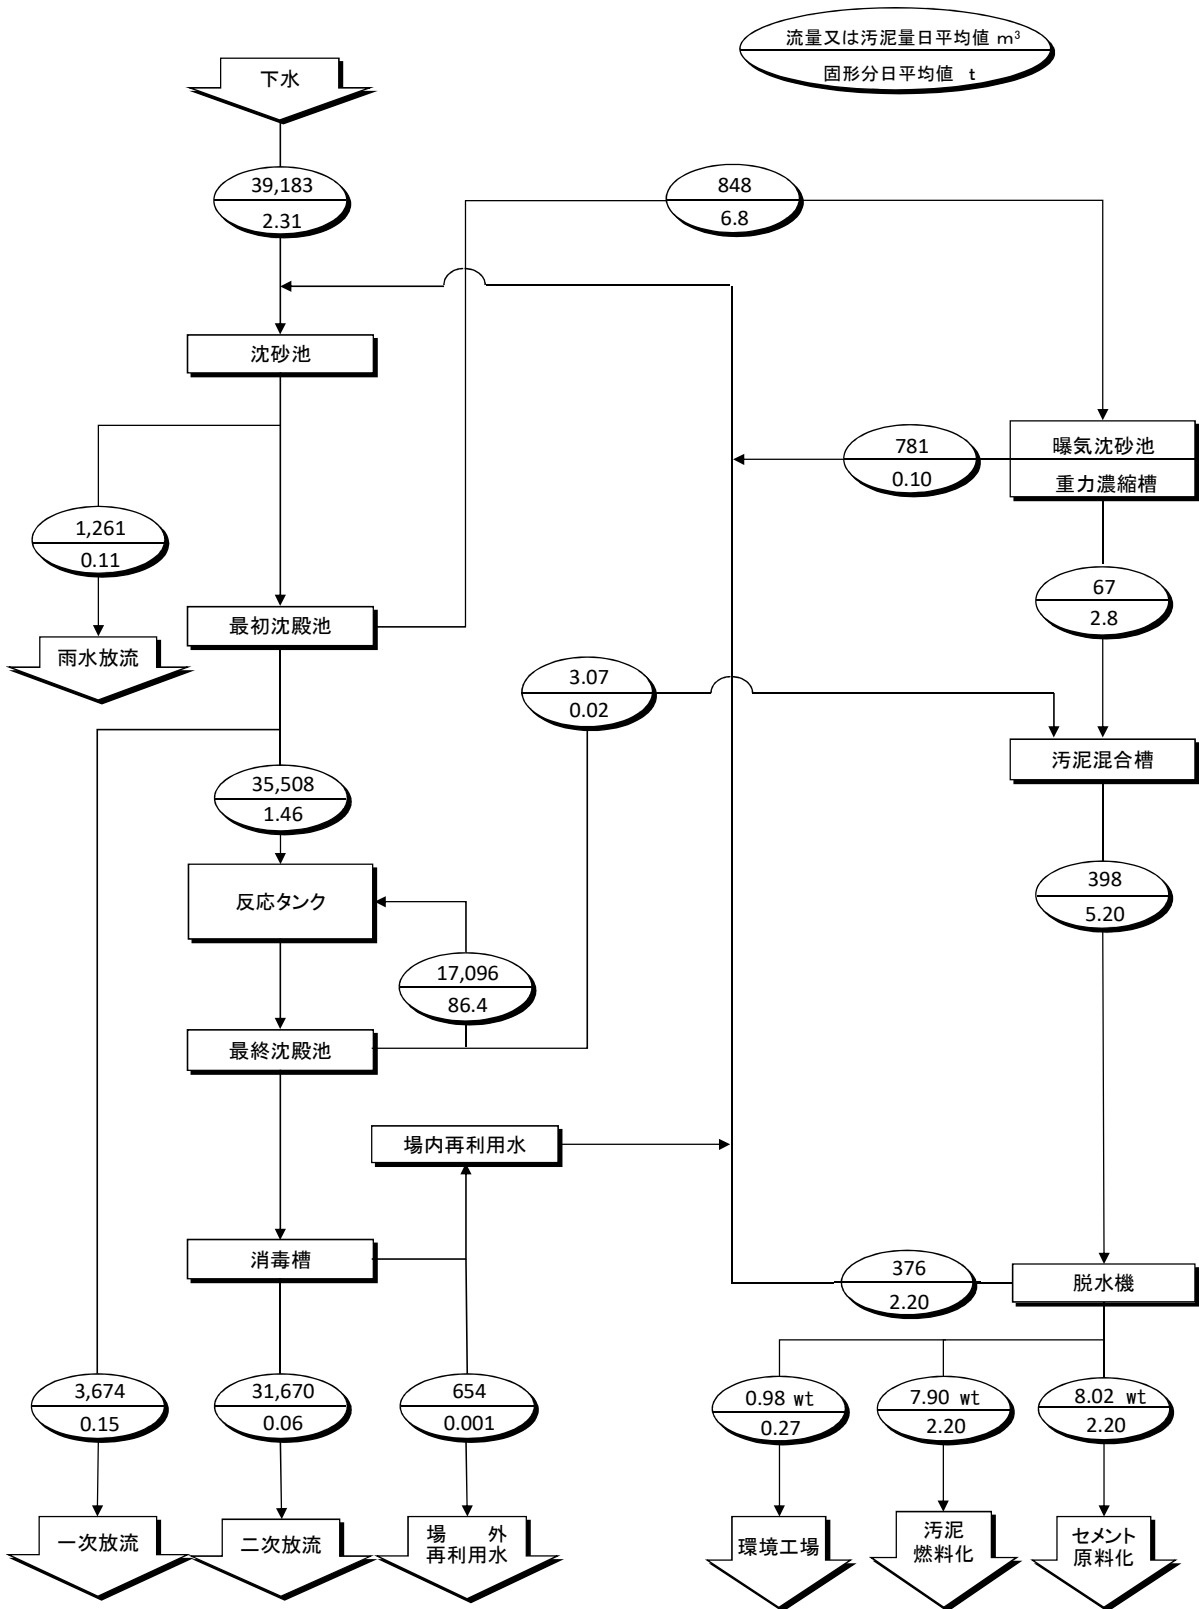 流量又は汚泥量日平均値 m³
固形分日平均値 t
下水
39,183
2.31
848
6.8
沈砂池
781
0.10
曝気沈砂池
重力濃縮槽
1,261
0.11
67
2.8
最初沈殿池
雨水放流
3.07
0.02
汚泥混合槽
35,508
1.46
反応タンク
398
5.20
17,096
86.4
最終沈殿池
場内再利用水
消毒槽
376
2.20
脱水機
3,674
0.15
31,670
0.06
654
0.001
0.98 wt
0.27
7.90 wt
2.20
8.02 wt
2.20
一次放流
二次放流
場 外
再利用水
環境工場
汚泥
燃料化
セメント
原料化